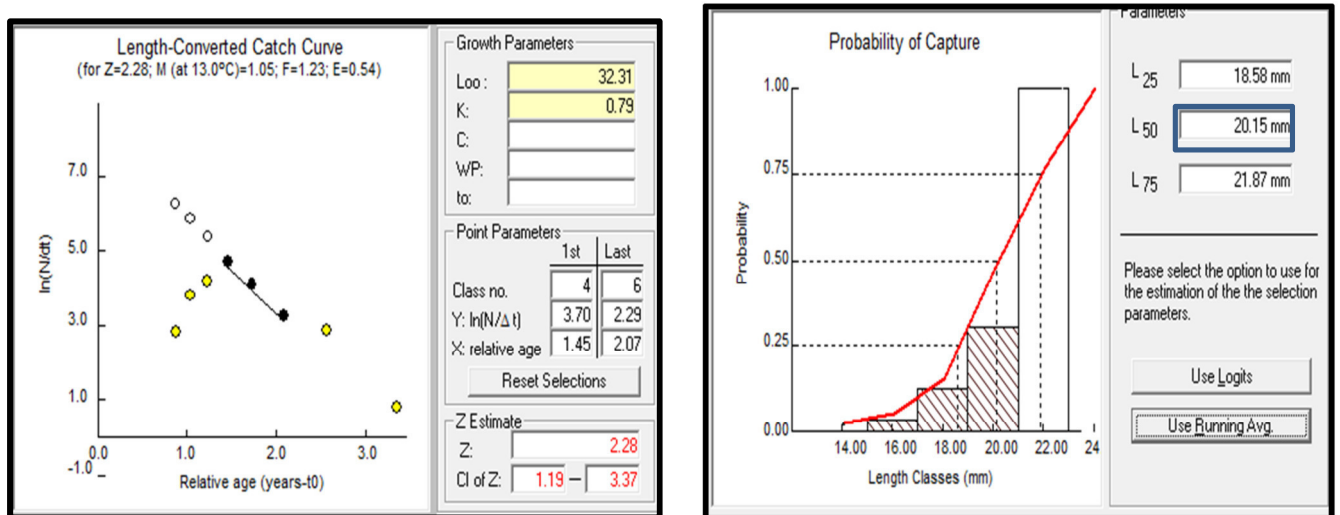 Length-Converted Catch Curve
(for Z=2.28; M (at 13.0ºC)=1.05; F=1.23; E=0.54)
7.0
5.0
3.0
1.0
-1.0
ln(N/dt)
0.0 1.0 2.0 3.0
Relative age (years-t0)
Growth Parameters
Loo : 32.31
K: 0.79
C:
WP:
to:
Point Parameters
1st Last
Class no. 4 6
Y: ln(N/Δ t) 3.70 2.29
X: relative age 1.45 2.07
Reset Selections
Z Estimate
Z: 2.28
CI of Z: 1.19 – 3.37
Probability of Capture
1.00
0.75
0.50
0.25
0.00
Probability
14.00 16.00 18.00 20.00 22.00 24
Length Classes (mm)
Parameters
L 25 18.58 mm
L 50 20.15 mm
L 75 21.87 mm
Please select the option to use for
the estimation of the the selection
parameters.
Use Logits
Use Running Avg.